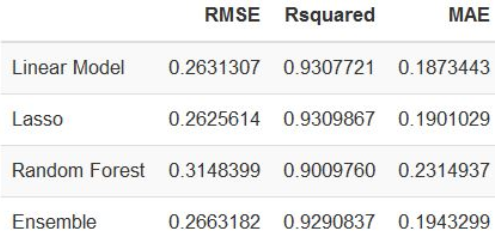 RMSE Rsquared MAE
Linear Model 0.2631307 0.9307721 0.1873443
Lasso 0.2625614 0.9309867 0.1901029
Random Forest 0.3148399 0.9009760 0.2314937
Ensemble 0.2663182 0.9290837 0.1943299